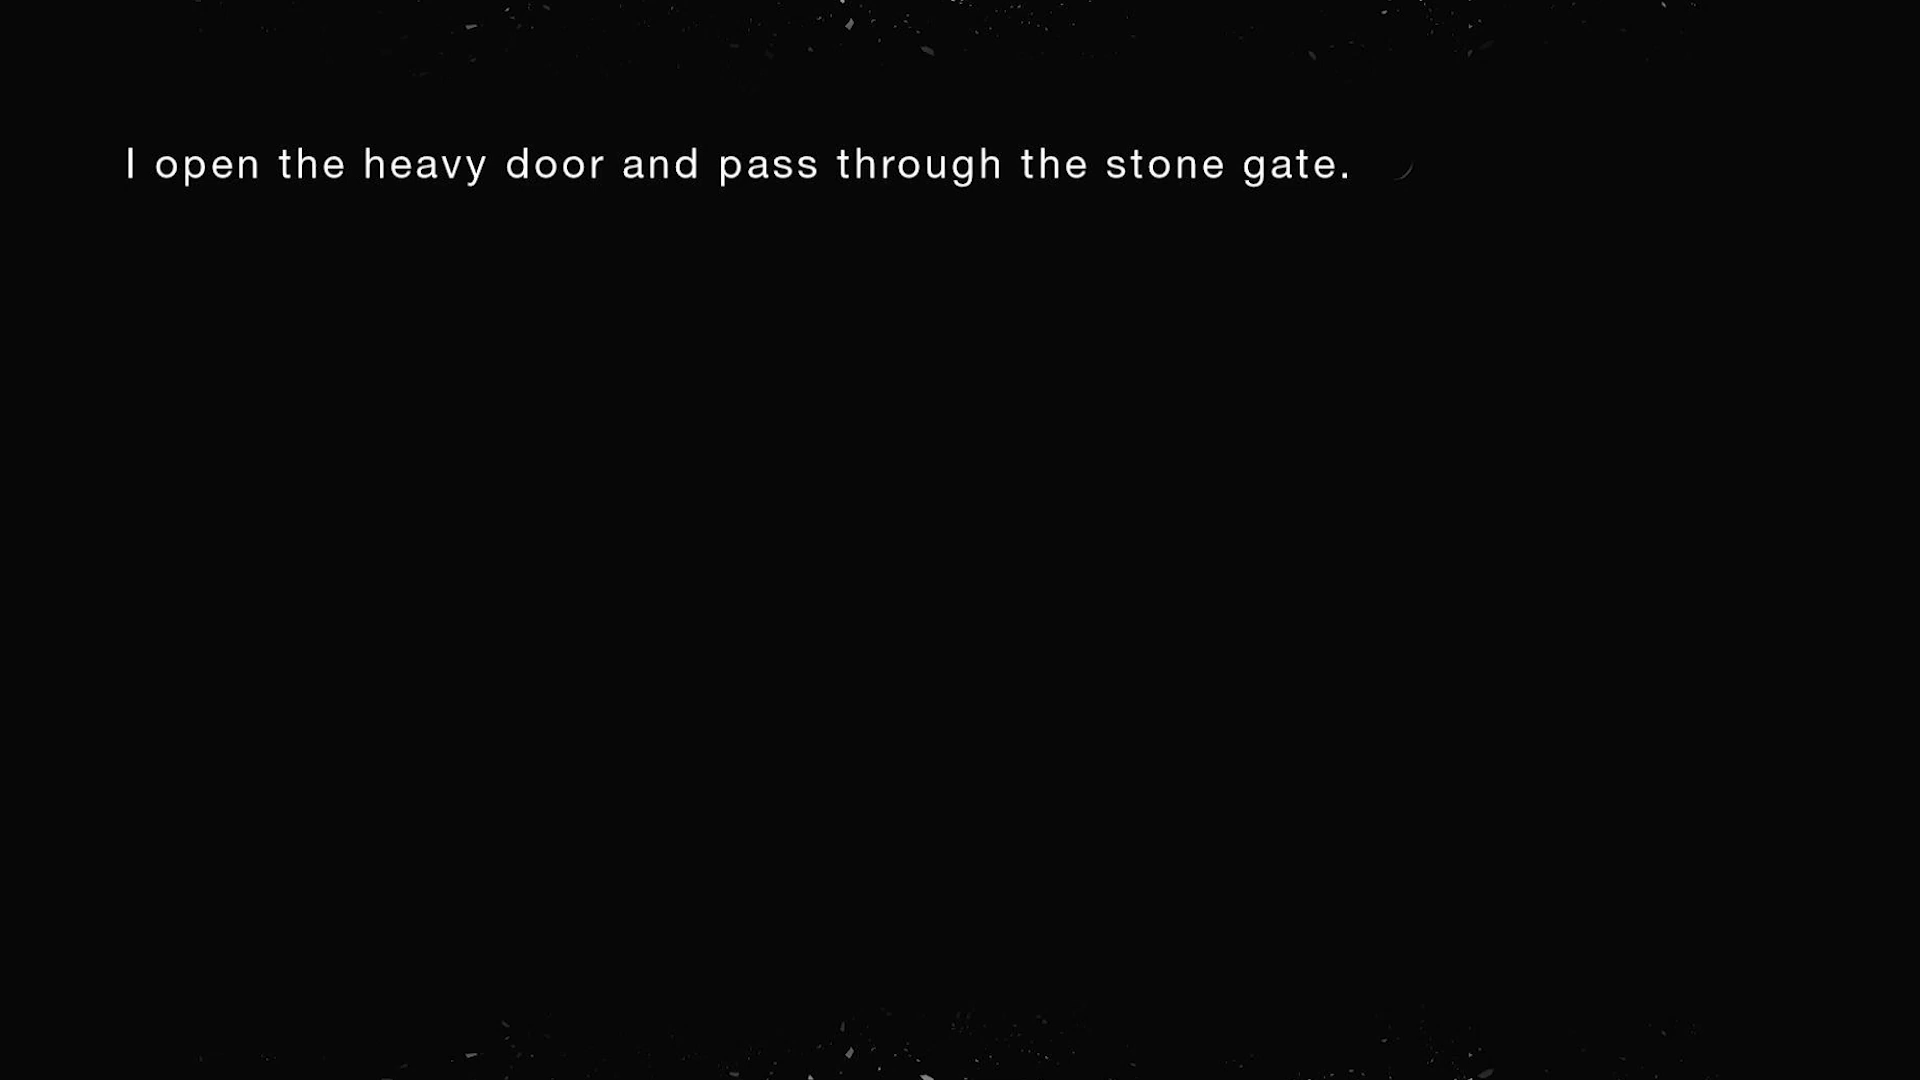 I open the heavy door and pass through the stone gate.